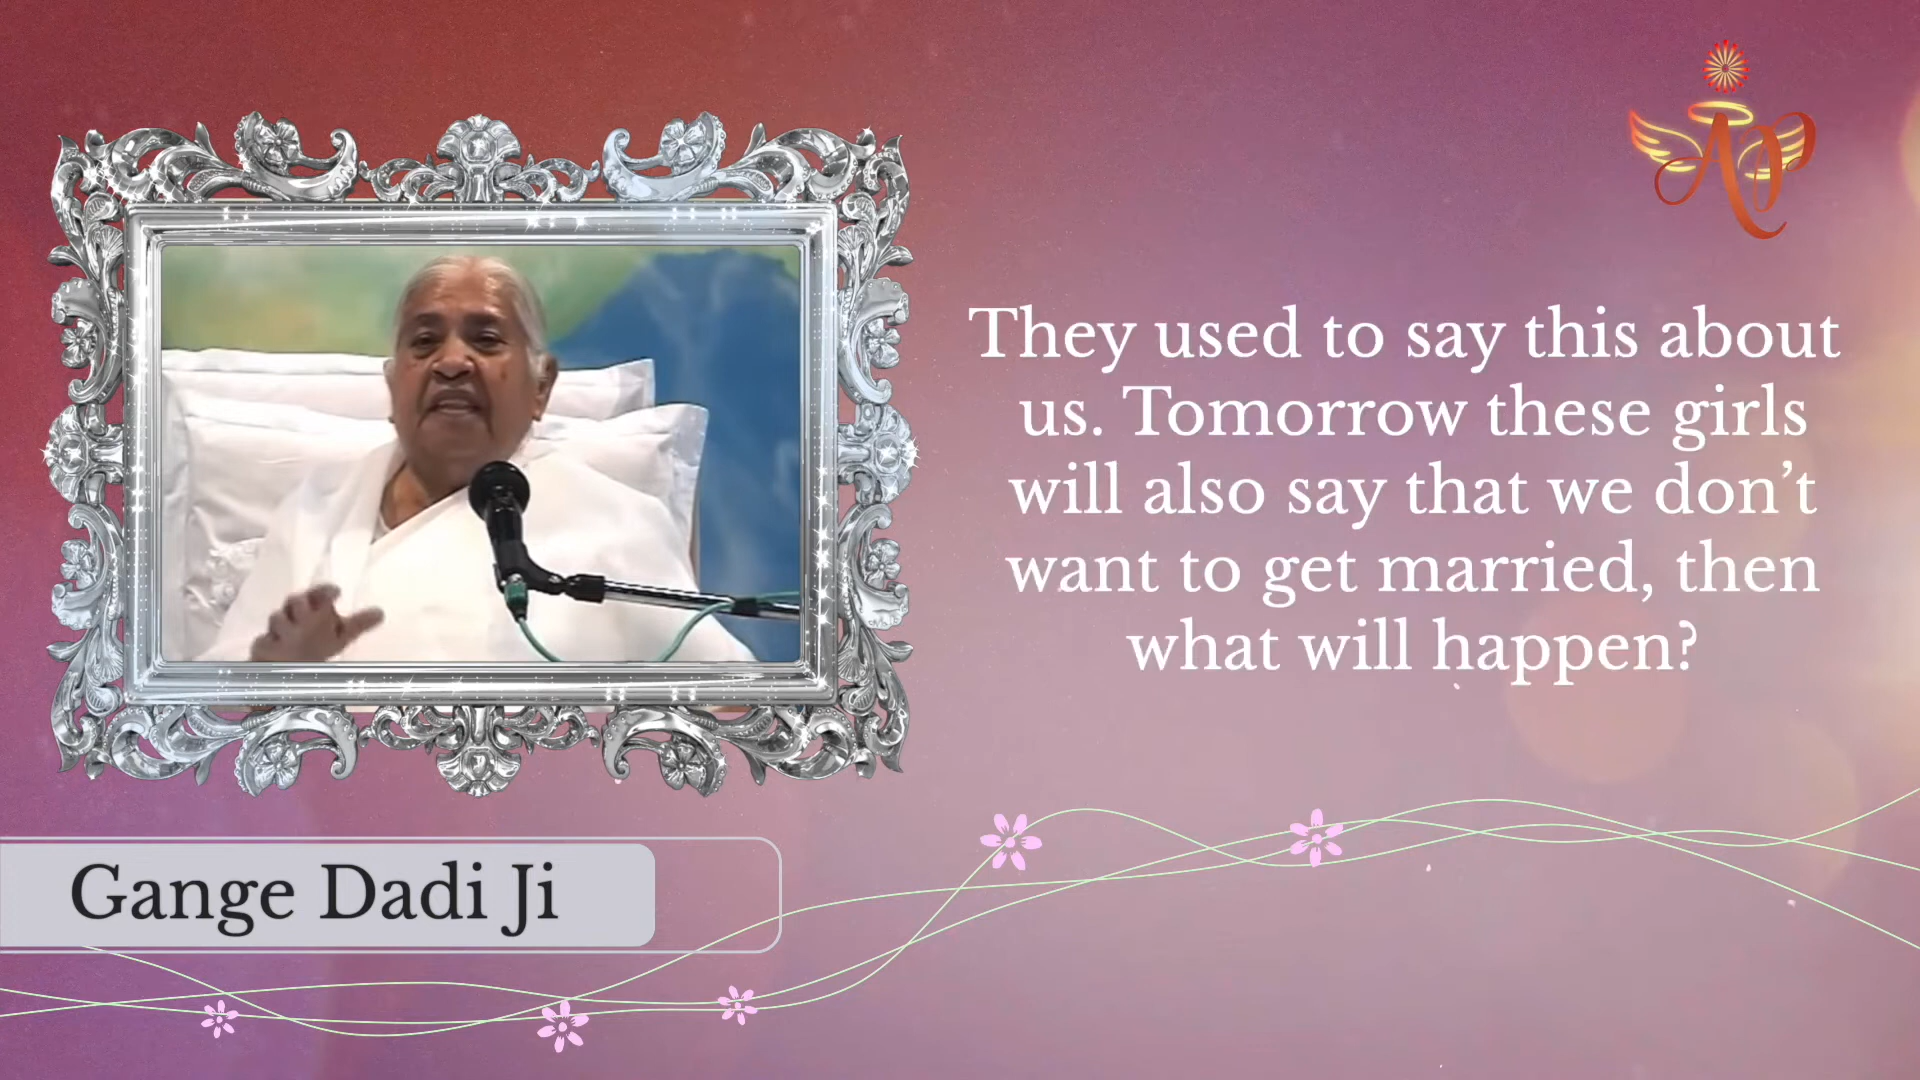 AP
They used to say this about
us. Tomorrow these girls
will also say that we don’t
want to get married, then
what will happen?
Gange Dadi Ji